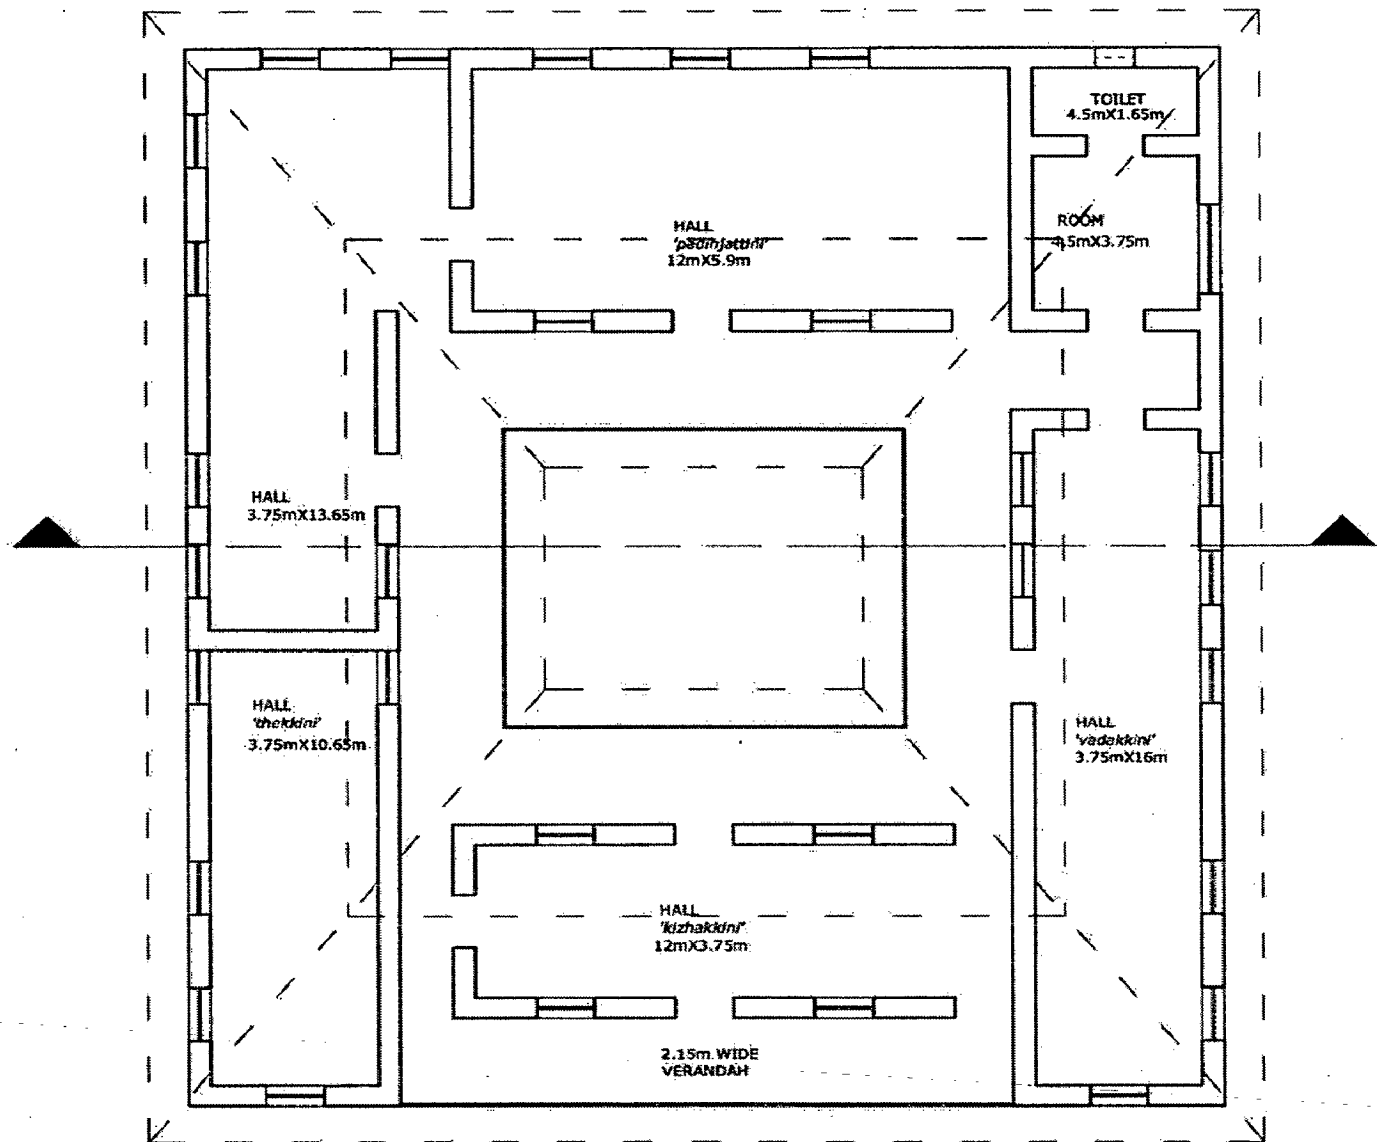 TOILET
4.5mX1.65m
HALL
'padinjattini'
12mX5.9m
ROOM
4.5mX3.75m
HALL
3.75mX13.65m
HALL
'thekkini'
3.75mX10.65m
HALL
'vadakkini'
3.75mX16m
HALL
'kizhakkini'
12mX3.75m
2.15m WIDE
VERANDAH